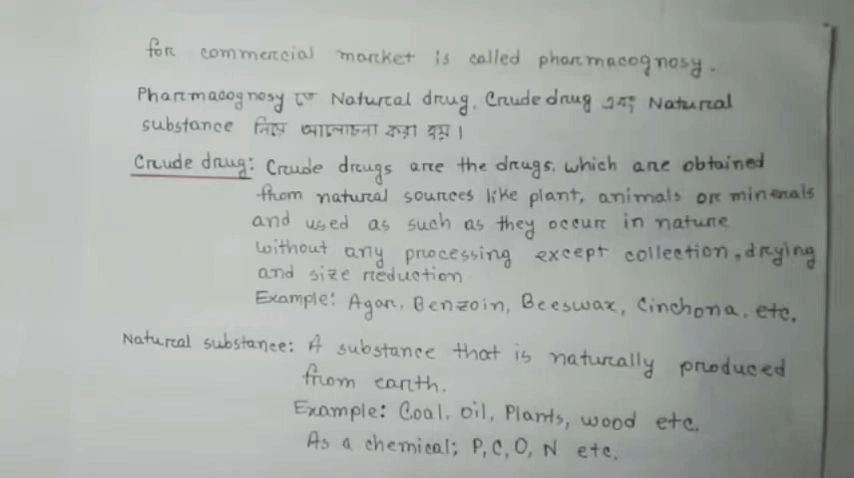 for commercial market is called pharmacognosy.
Pharmacognosy তে Natural drug, Crude drug এবং Natural
substance নিয়ে আলোচনা করা হয়।
Crude drug: Crude drugs are the drugs, which are obtained
from natural sources like plant, animals or minerals
and used as such as they occur in nature
without any processing except collection, drying
and size reduction
Example: Agar, Benzoin, Beeswax, Cinchona, etc.
Natural substance: A substance that is naturally produced
from earth.
Example: Coal, oil, Plants, wood etc.
As a chemical; P, C, O, N etc.